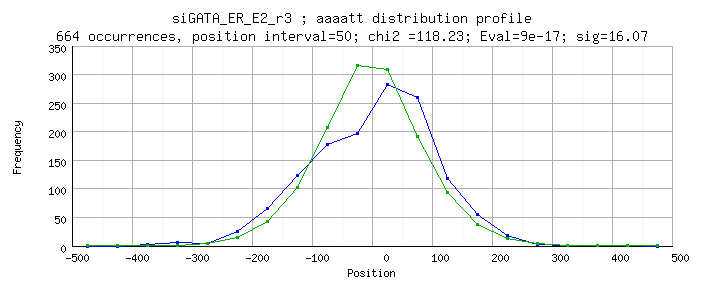 siGATA_ER_E2_r3 ; aaaatt distribution profile
664 occurrences, position interval=50; chi2 =118.23; Eval=9e-17; sig=16.07
350
300
250
200
150
100
50
0
Frequency
-500 -400 -300 -200 -100 0 100 200 300 400 500
Position